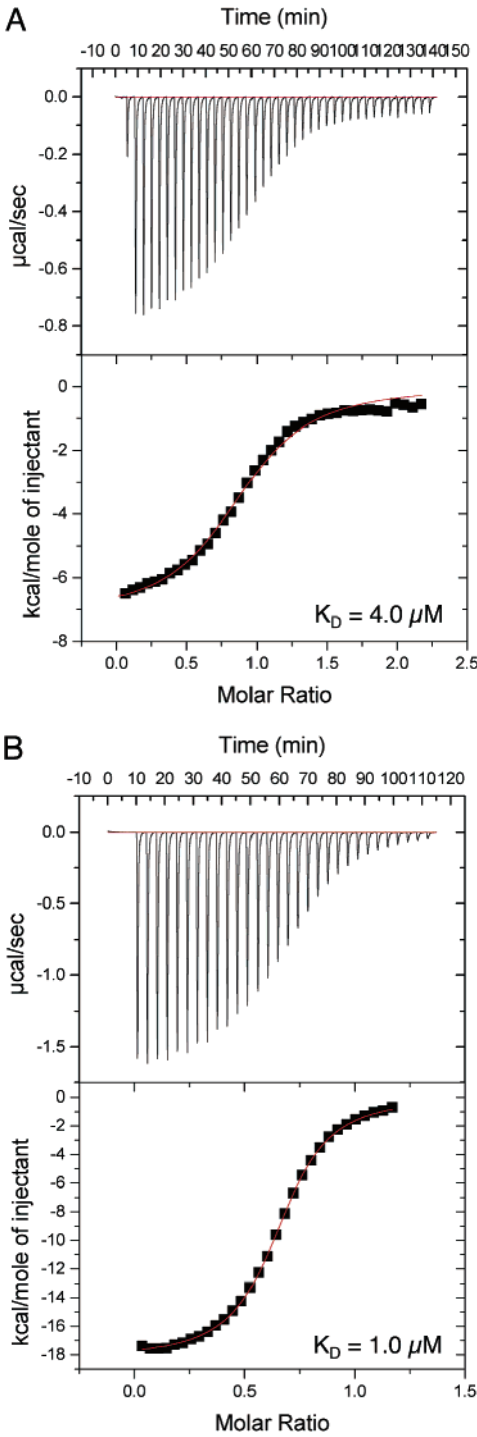 A
Time (min)
-10 0 10 20 30 40 50 60 70 80 90 100 110 120 130 140 150
0.0
-0.2
-0.4
-0.6
-0.8
µcal/sec
0
-2
-4
-6
-8
kcal/mole of injectant
K_D = 4.0 µM
0.0 0.5 1.0 1.5 2.0 2.5
Molar Ratio
B
Time (min)
-10 0 10 20 30 40 50 60 70 80 90 100 110 120
0.0
-0.5
-1.0
-1.5
µcal/sec
0
-2
-4
-6
-8
-10
-12
-14
-16
-18
kcal/mole of injectant
K_D = 1.0 µM
0.0 0.5 1.0 1.5
Molar Ratio